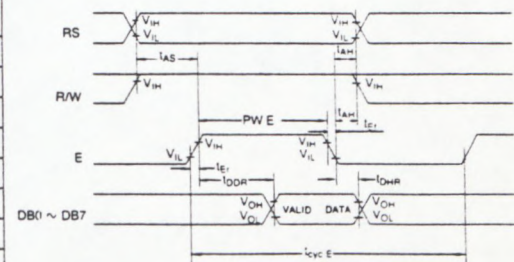 RS
VIH
VIL
VIH
VIL
tAS
tAH
R/W
VIH
VIH
tAH
PW E
tEf
E
VIL
VIH
VIH
VIL
tEr
tDDR
tDHR
DB0 ~ DB7
VOH
VOL
VALID DATA
VOH
VOL
tcyc E